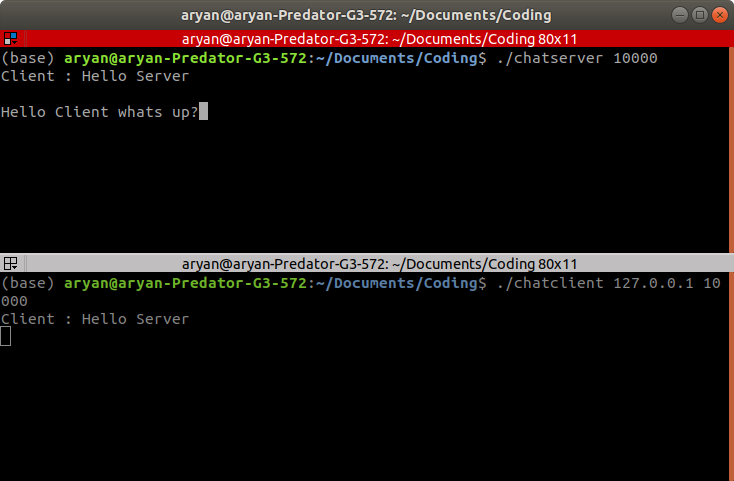 aryan@aryan-Predator-G3-572: ~/Documents/Coding
aryan@aryan-Predator-G3-572: ~/Documents/Coding 80x11
(base) aryan@aryan-Predator-G3-572:~/Documents/Coding$ ./chatserver 10000
Client : Hello Server
Hello Client whats up?
aryan@aryan-Predator-G3-572: ~/Documents/Coding 80x11
(base) aryan@aryan-Predator-G3-572:~/Documents/Coding$ ./chatclient 127.0.0.1 10
000
Client : Hello Server